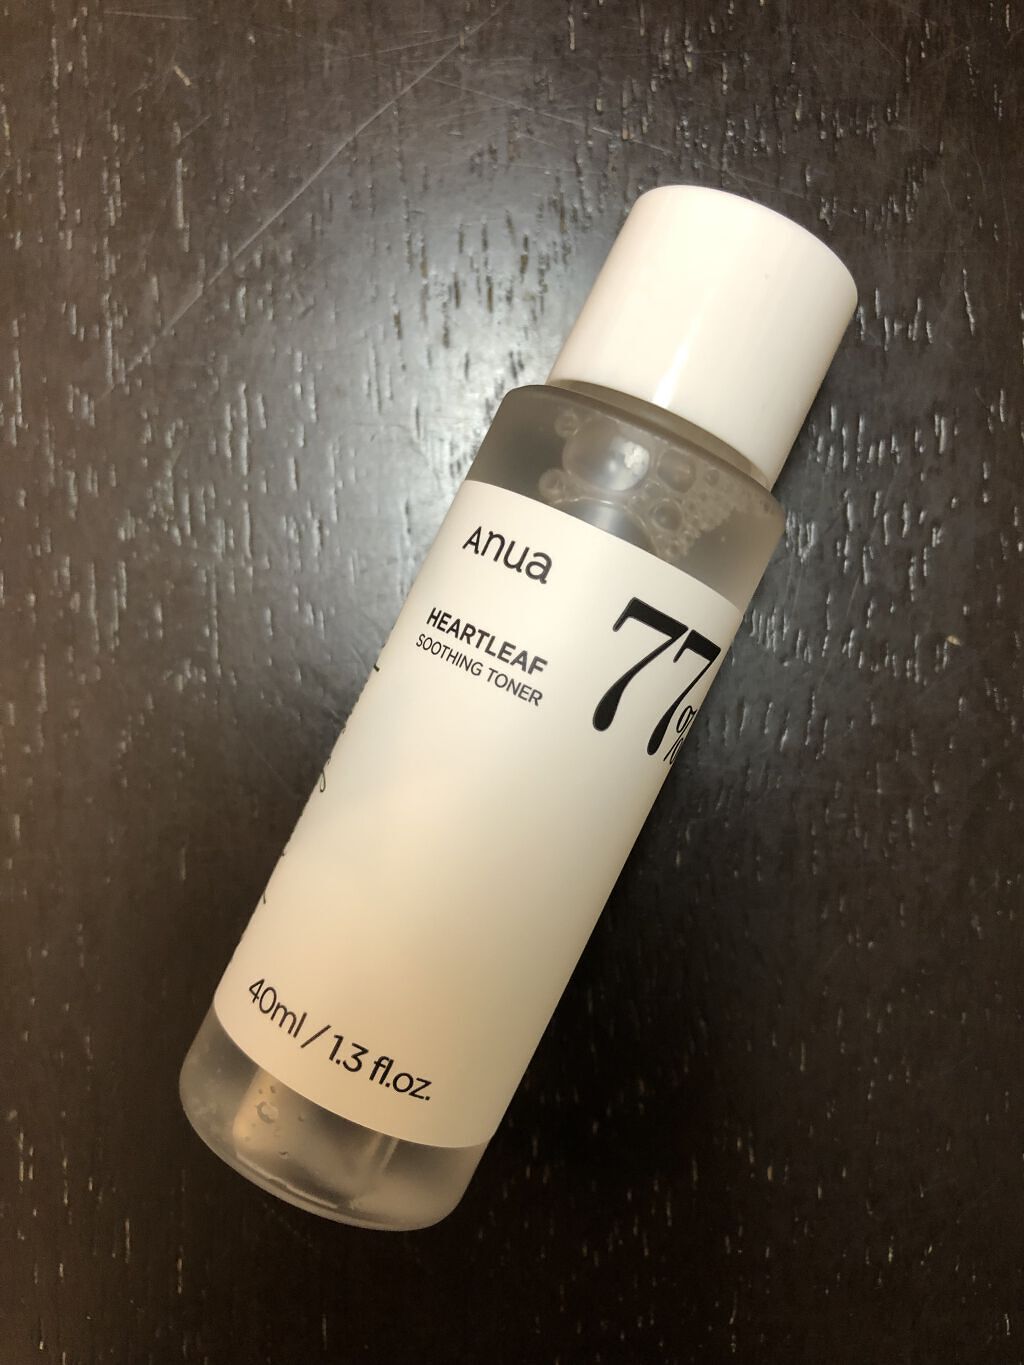 Anua
HEARTLEAF
SOOTHING TONER
77%
40ml / 1.3 fl.oz.